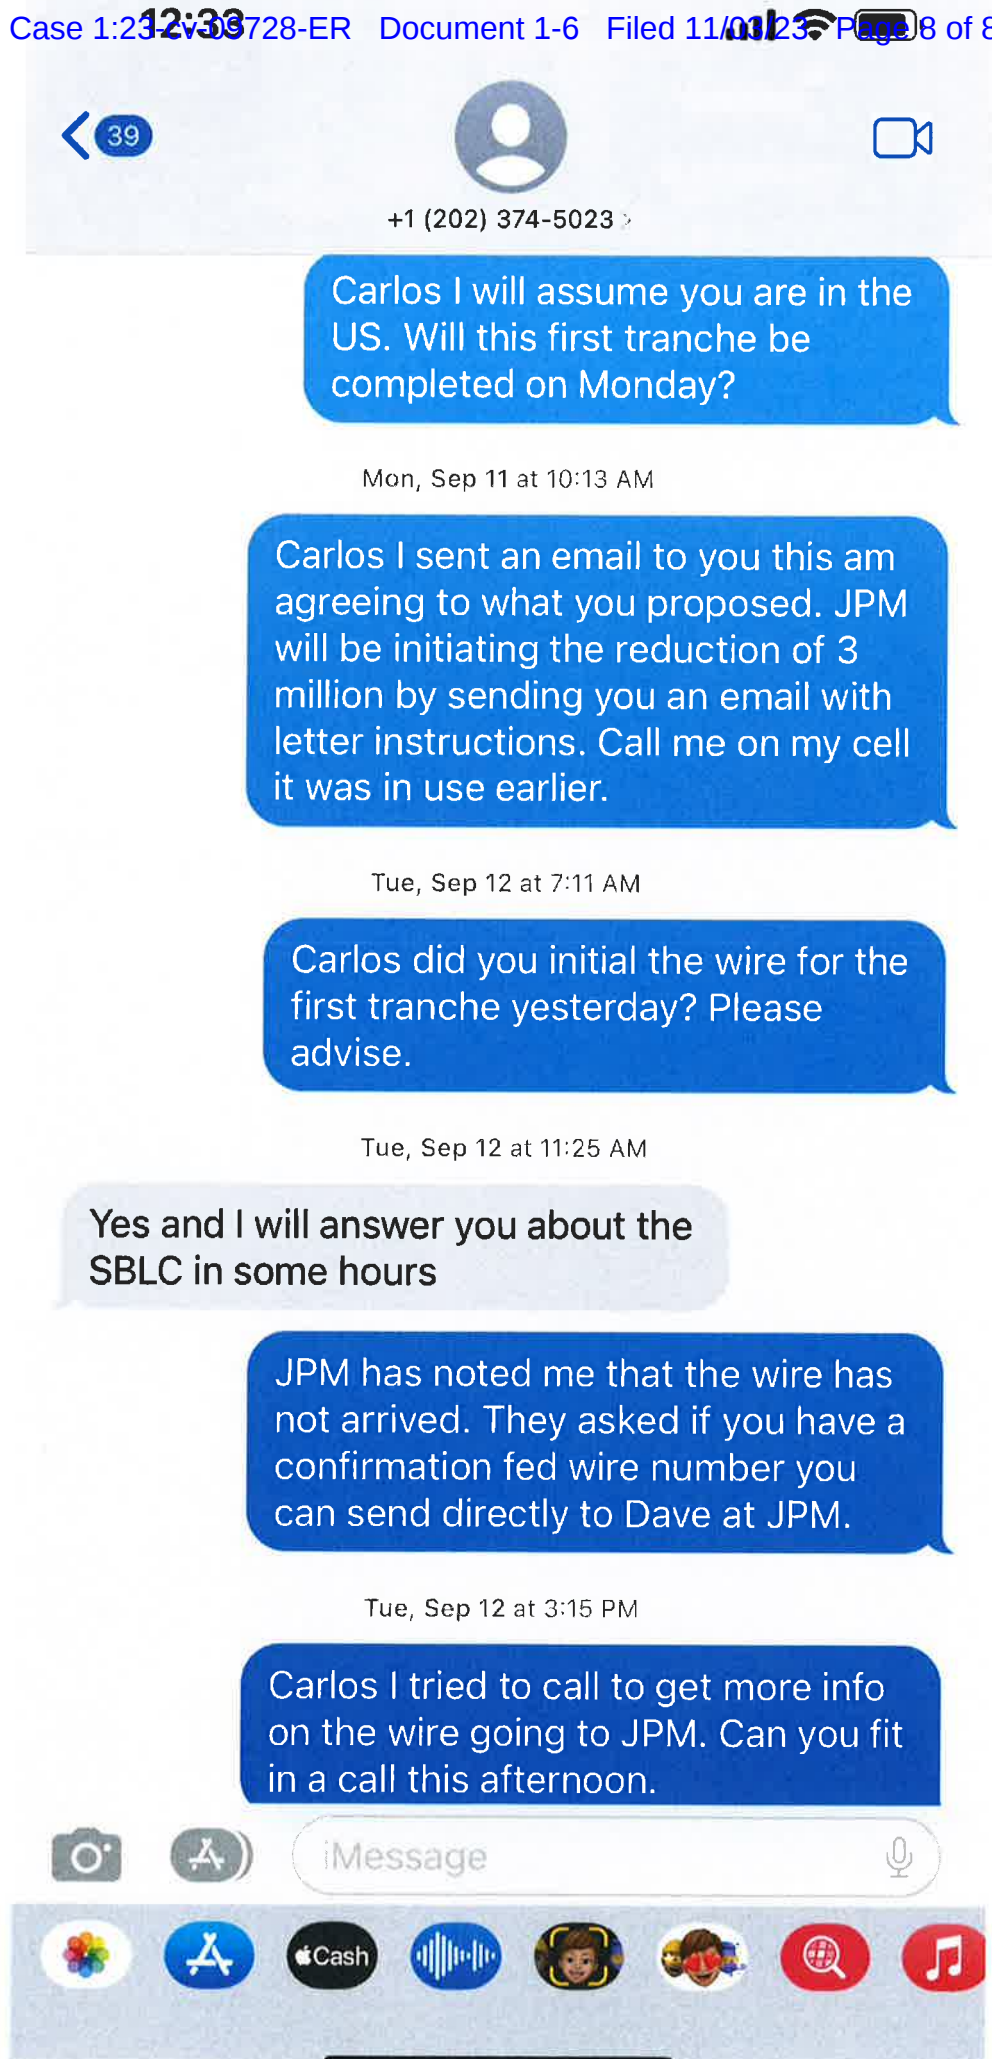 Case 1:23-cv-09728-ER Document 1-6 Filed 11/03/23 Page 8 of 8
12:33
39
+1 (202) 374-5023 >
Carlos I will assume you are in the
US. Will this first tranche be
completed on Monday?
Mon, Sep 11 at 10:13 AM
Carlos I sent an email to you this am
agreeing to what you proposed. JPM
will be initiating the reduction of 3
million by sending you an email with
letter instructions. Call me on my cell
it was in use earlier.
Tue, Sep 12 at 7:11 AM
Carlos did you initial the wire for the
first tranche yesterday? Please
advise.
Tue, Sep 12 at 11:25 AM
Yes and I will answer you about the
SBLC in some hours
JPM has noted me that the wire has
not arrived. They asked if you have a
confirmation fed wire number you
can send directly to Dave at JPM.
Tue, Sep 12 at 3:15 PM
Carlos I tried to call to get more info
on the wire going to JPM. Can you fit
in a call this afternoon.
iMessage
Cash